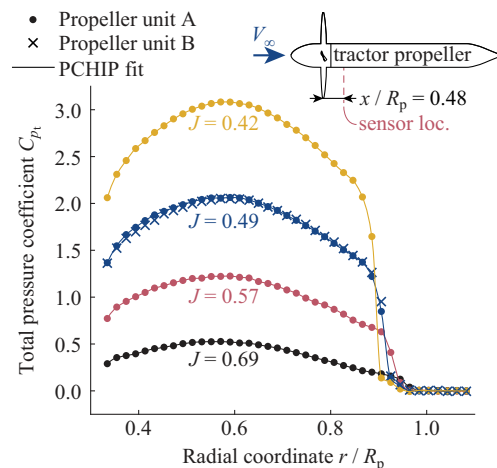 Propeller unit A
Propeller unit B
PCHIP fit
V∞
tractor propeller
x / Rp = 0.48
sensor loc.
Total pressure coefficient Cpt
3.0
2.5
2.0
1.5
1.0
0.5
0.0
J = 0.42
J = 0.49
J = 0.57
J = 0.69
0.4
0.6
0.8
1.0
Radial coordinate r / Rp